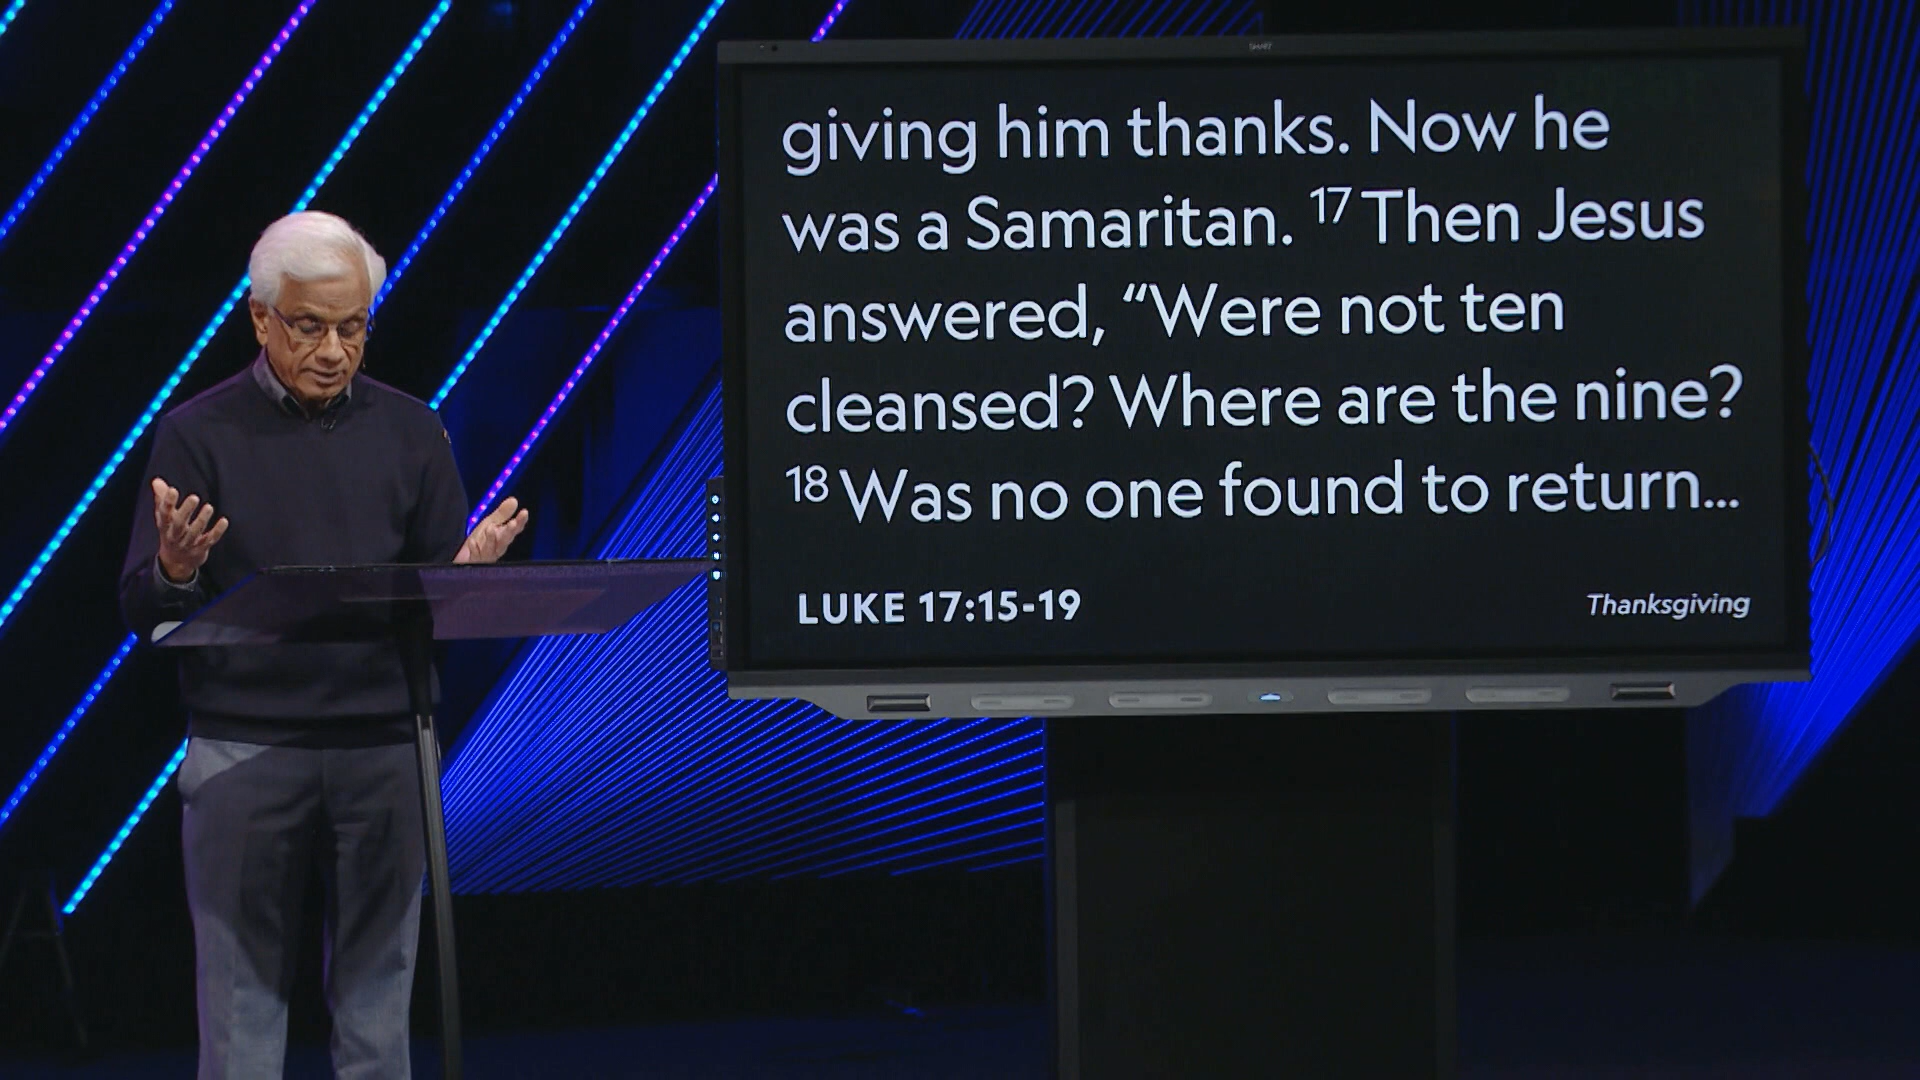 SMART
giving him thanks. Now he
was a Samaritan. 17 Then Jesus
answered, “Were not ten
cleansed? Where are the nine?
18 Was no one found to return...
LUKE 17:15-19
Thanksgiving